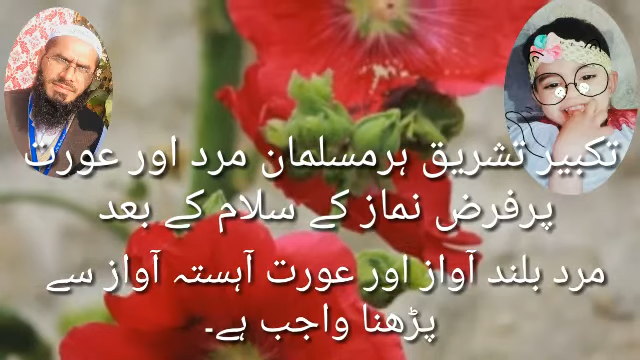 تکبیر تشریق ہرمسلمان مرد اور عورت
پرفرض نماز کے سلام کے بعد
مرد بلند آواز اور عورت آہستہ آواز سے
پڑھنا واجب ہے۔